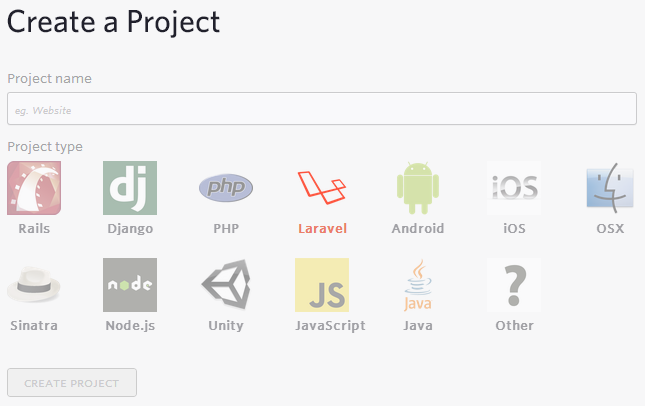 Create a Project
Project name
eg. Website
Project type
dj php iOS
Rails Django PHP Laravel Android iOS OSX
node JS Java ?
Sinatra Node.js Unity JavaScript Java Other
CREATE PROJECT